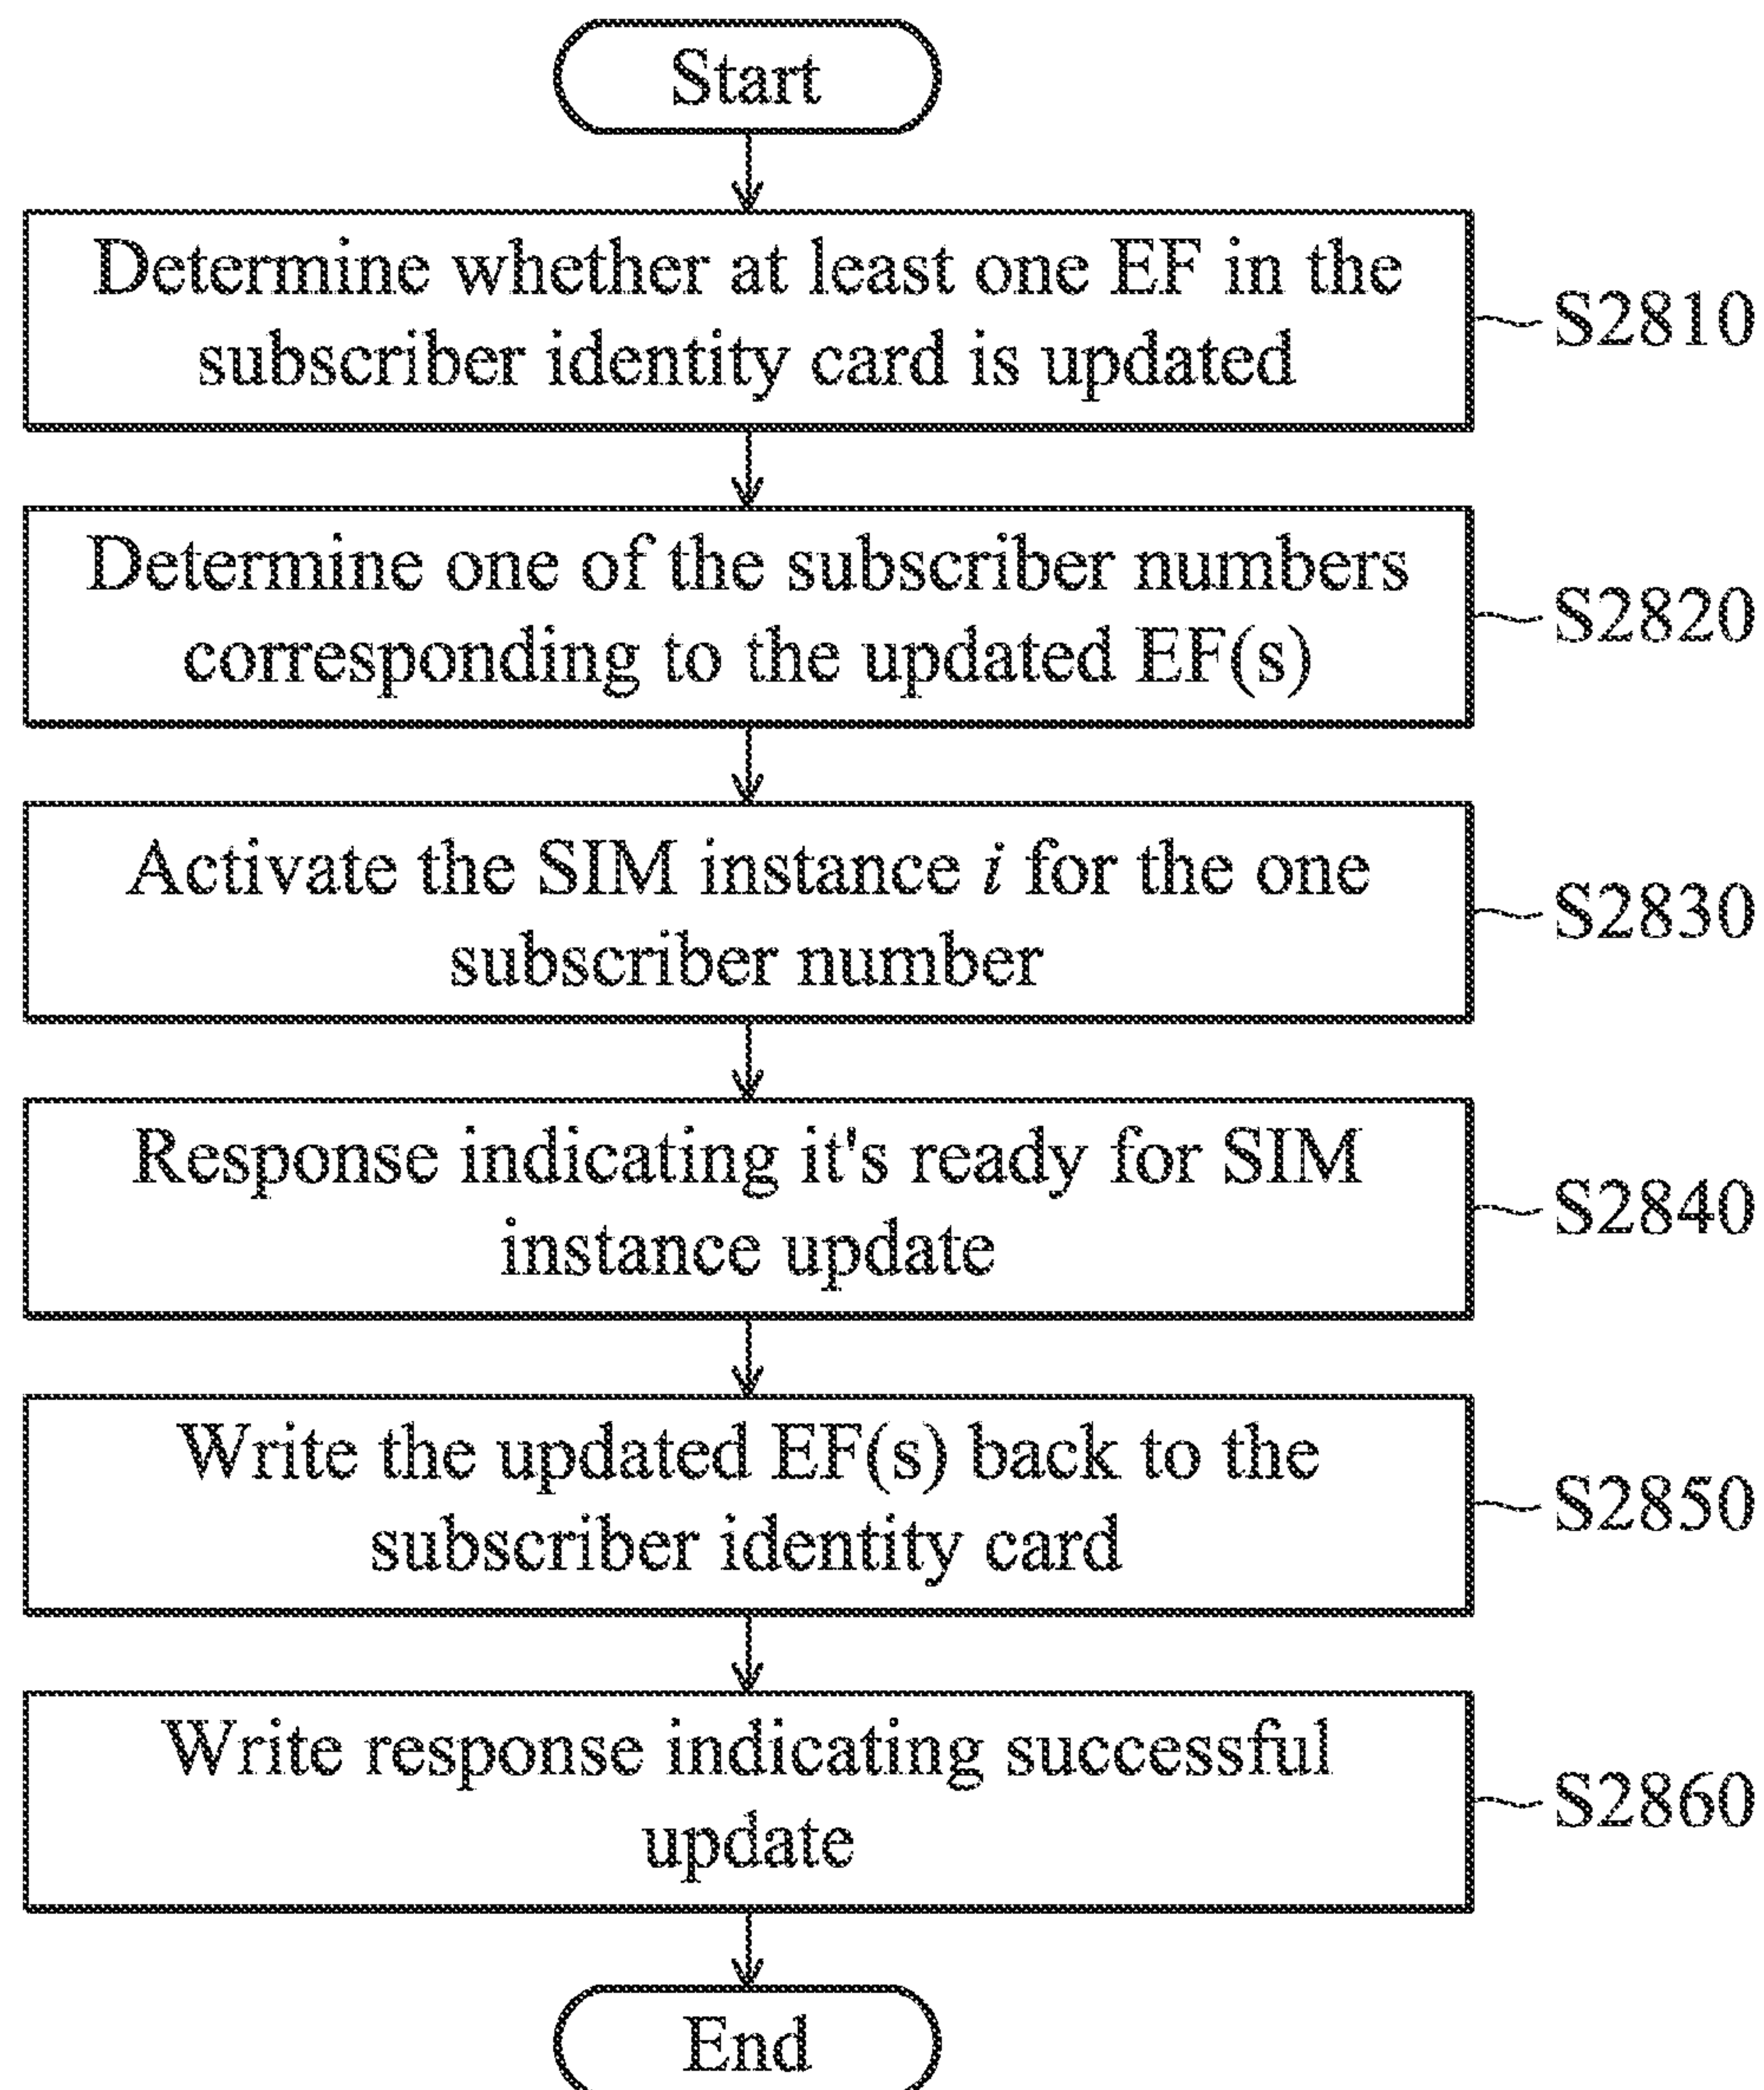 Start
Determine whether at least one EF in the
subscriber identity card is updated
S2810
Determine one of the subscriber numbers
corresponding to the updated EF(s)
S2820
Activate the SIM instance i for the one
subscriber number
S2830
Response indicating it's ready for SIM
instance update
S2840
Write the updated EF(s) back to the
subscriber identity card
S2850
Write response indicating successful
update
S2860
End